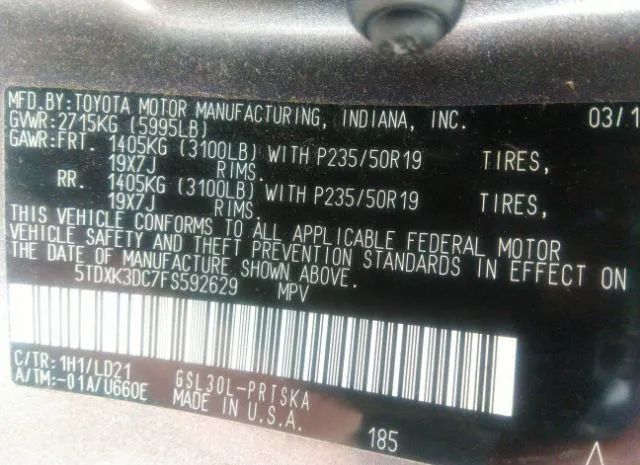 MFD.BY:TOYOTA MOTOR MANUFACTURING, INDIANA, INC. 03/1
GVWR:2715KG (5995LB)
GAWR:FRT. 1405KG (3100LB) WITH P235/50R19 TIRES,
19X7J RIMS.
RR. 1405KG (3100LB) WITH P235/50R19 TIRES,
19X7J RIMS.
THIS VEHICLE CONFORMS TO ALL APPLICABLE FEDERAL MOTOR
VEHICLE SAFETY AND THEFT PREVENTION STANDARDS IN EFFECT ON
THE DATE OF MANUFACTURE SHOWN ABOVE.
5TDXK3DC7FS592629 MPV
C/TR:1H1/LD21
A/TM:-01A/U660E GSL30L-PRTSKA
MADE IN U.S.A.
185